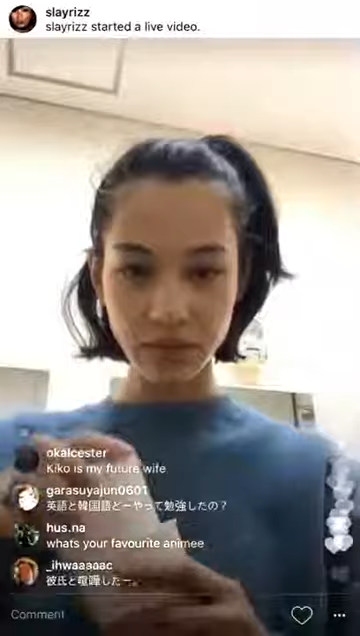 slayrizz
slayrizz started a live video.
okalcester
Kiko is my future wife
garasuyajun0601
英語と韓国語どーやって勉強したの？
hus.na
whats your favourite animee
_ihwaaaaac
彼氏と喧嘩したー。
Comment